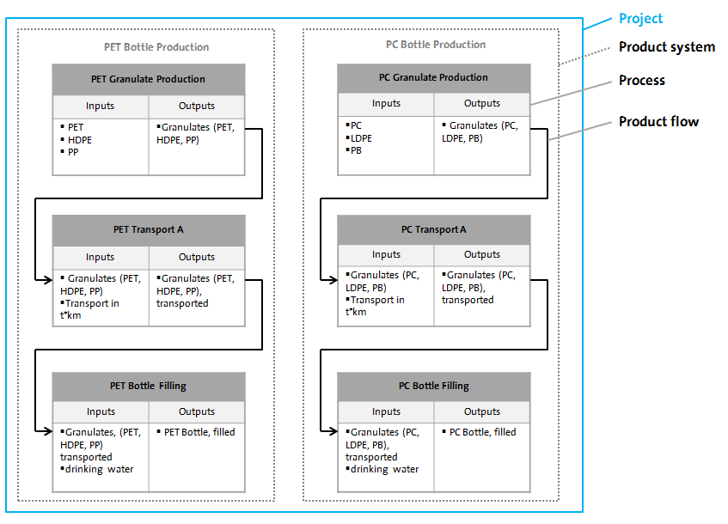 Project
Product system
Process
Product flow
PET Bottle Production
PET Granulate Production
Inputs
Outputs
▪ PET
▪ HDPE
▪ PP
▪Granulates (PET,
HDPE, PP)
PET Transport A
Inputs
Outputs
▪ Granulates (PET,
HDPE, PP)
▪Transport in
t*km
▪Granulates (PET,
HDPE, PP),
transported
PET Bottle Filling
Inputs
Outputs
▪Granulates, (PET,
HDPE, PP)
transported
▪drinking water
▪ PET Bottle, filled
PC Bottle Production
PC Granulate Production
Inputs
Outputs
▪PC
▪LDPE
▪PB
▪ Granulates (PC,
LDPE, PB)
PC Transport A
Inputs
Outputs
▪Granulates (PC,
LDPE, PB)
▪Transport in
t*km
▪Granulates (PC,
LDPE, PB),
transported
PC Bottle Filling
Inputs
Outputs
▪Granulates (PC,
LDPE, PB),
transported
▪drinking water
▪ PC Bottle, filled